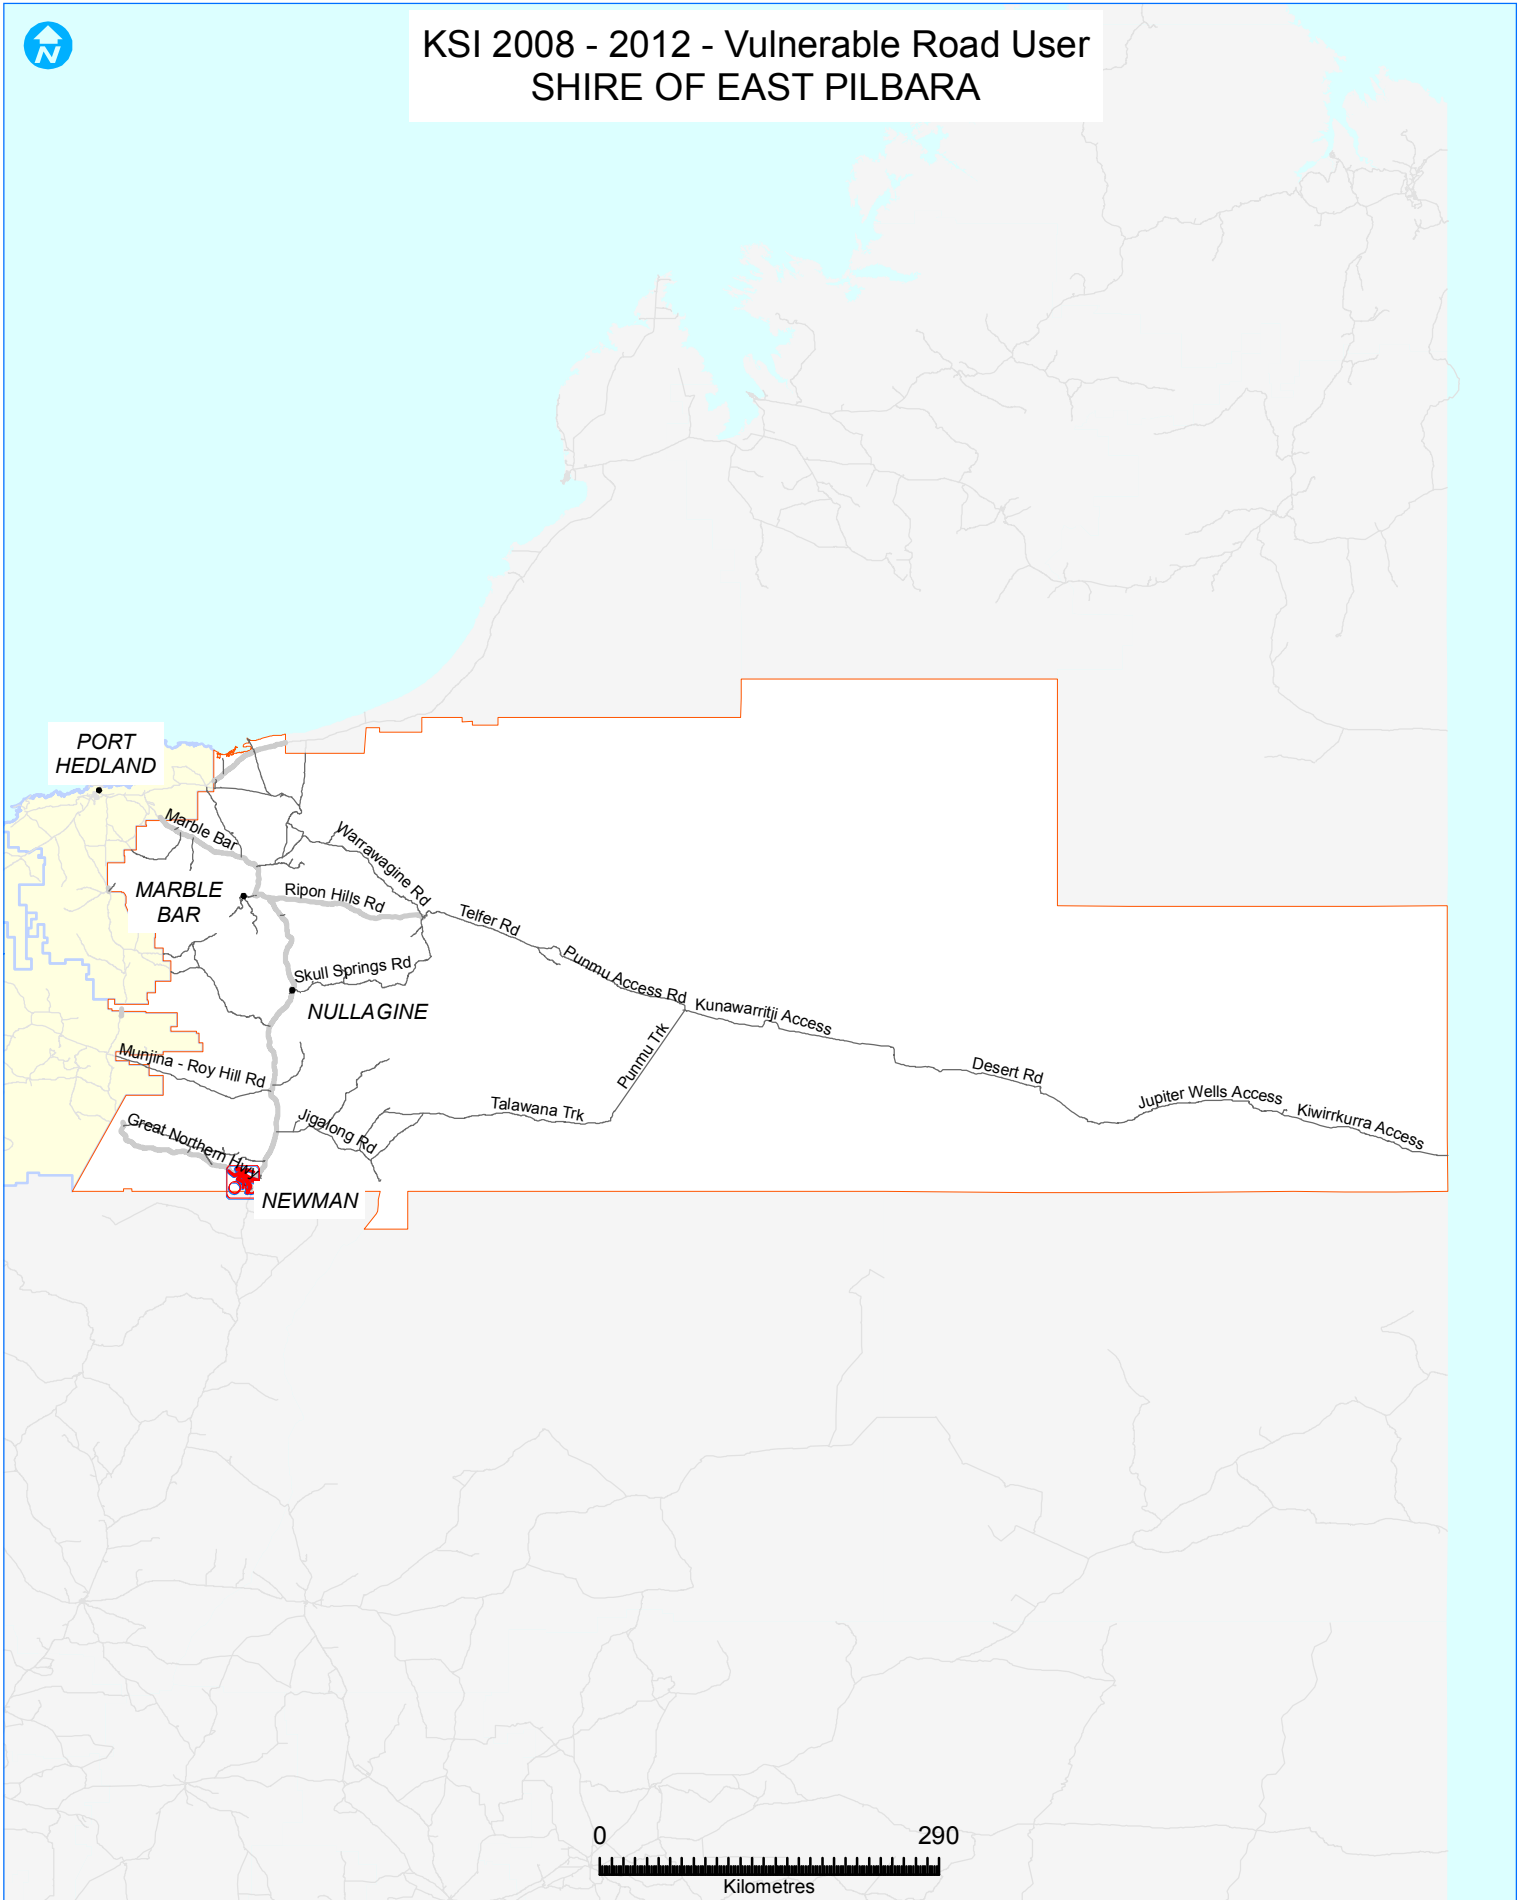 N
KSI 2008 - 2012 - Vulnerable Road User
SHIRE OF EAST PILBARA
PORT
HEDLAND
Marble Bar
Warrawagine Rd
MARBLE
BAR
Ripon Hills Rd
Telfer Rd
Skull Springs Rd
Punmu Access Rd
NULLAGINE
Kunawarritji Access
Punmu Trk
Munjina - Roy Hill Rd
Desert Rd
Jupiter Wells Access
Talawana Trk
Kiwirrkurra Access
Jigalong Rd
Great Northern Hwy
NEWMAN
0 290
Kilometres